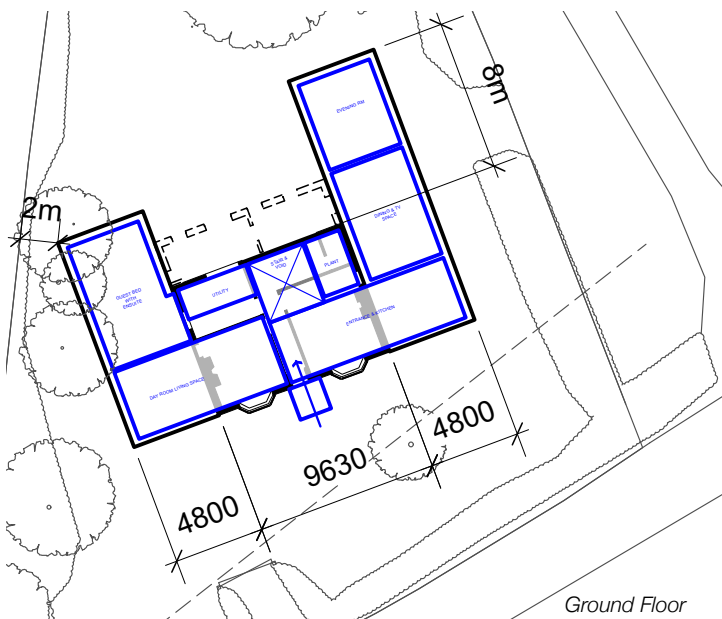 8m
EVENING RM.
2m
DINING & TV
SPACE
STAIR &
VOID
PLANT
GUEST BED
WITH
ENSUITE
UTILITY
ENTRANCE & KITCHEN
DAY ROOM LIVING SPACE
4800
9630
4800
Ground Floor